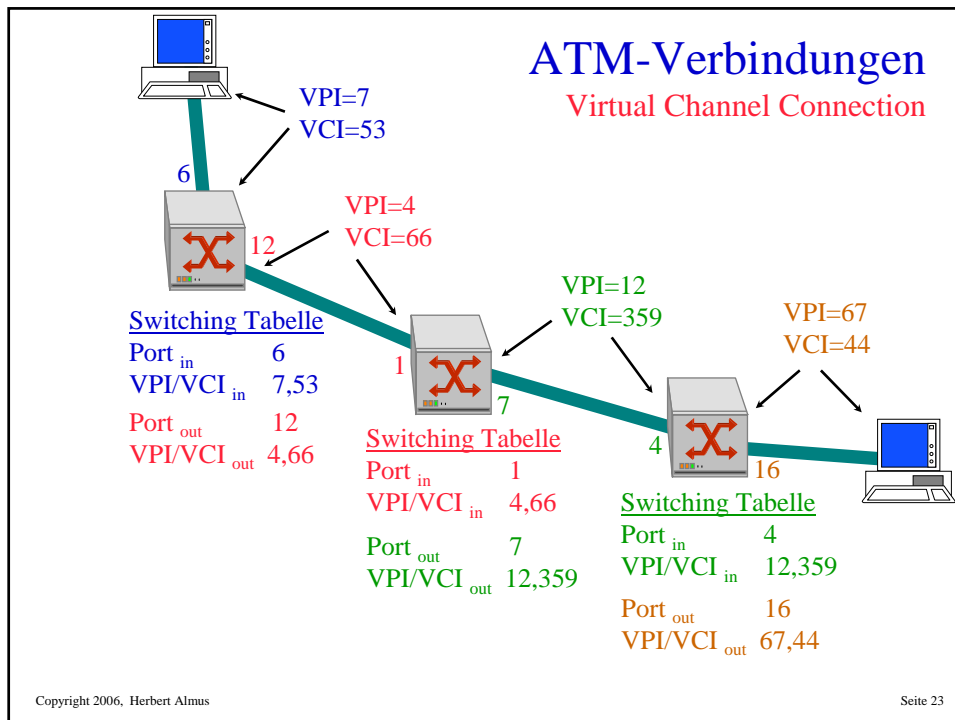 ATM-Verbindungen
Virtual Channel Connection
VPI=7
VCI=53
6
VPI=4
VCI=66
12
VPI=12
VCI=359
VPI=67
VCI=44
1
7
4
16
Switching Tabelle
Port in 6
VPI/VCI in 7,53
Port out 12
VPI/VCI out 4,66
Switching Tabelle
Port in 1
VPI/VCI in 4,66
Port out 7
VPI/VCI out 12,359
Switching Tabelle
Port in 4
VPI/VCI in 12,359
Port out 16
VPI/VCI out 67,44
Copyright 2006, Herbert Almus
Seite 23